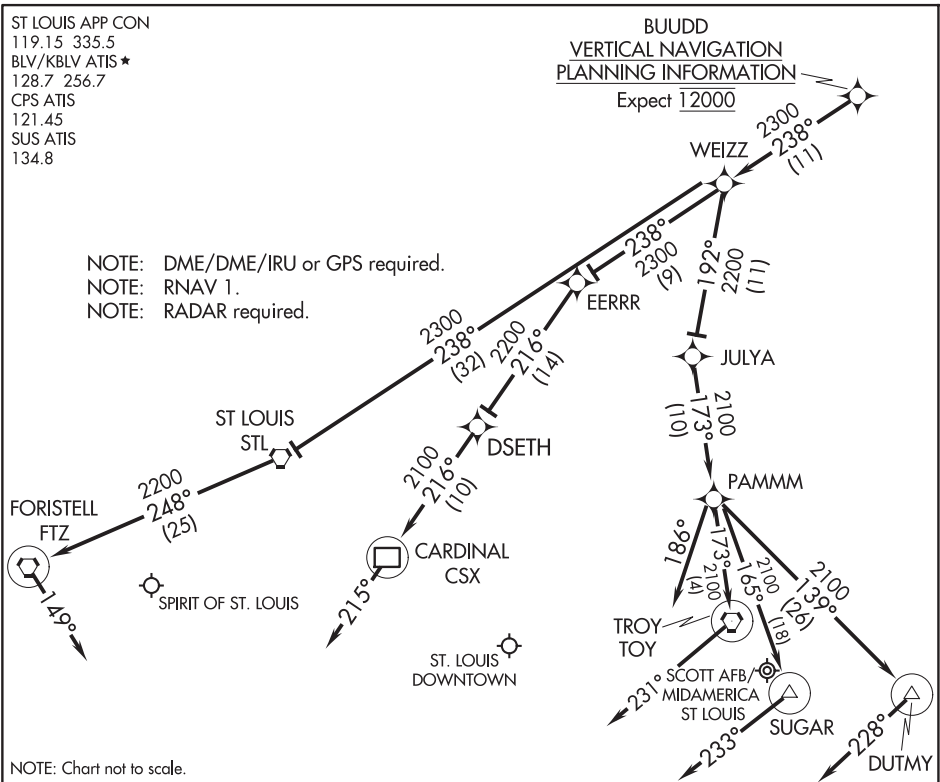 ST LOUIS APP CON
119.15 335.5
BLV/KBLV ATIS ★
128.7 256.7
CPS ATIS
121.45
SUS ATIS
134.8
BUUDD
VERTICAL NAVIGATION
PLANNING INFORMATION
Expect 12000
2300
238°
(11)
WEIZZ
NOTE: DME/DME/IRU or GPS required.
NOTE: RNAV 1.
NOTE: RADAR required.
238°
2300
(9)
192°
2200
(11)
EERRR
2300
238°
(32)
2200
216°
(14)
JULYA
2100
173°
(10)
ST LOUIS
STL
DSETH
2200
248°
(25)
2100
216°
(10)
PAMMM
FORISTELL
FTZ
149°
SPIRIT OF ST. LOUIS
CARDINAL
CSX
215°
186°
173°
2100
(4)
2100
165°
(18)
2100
139°
(26)
TROY
TOY
231°
ST. LOUIS
DOWNTOWN
SCOTT AFB/
MIDAMERICA
ST LOUIS
SUGAR
233°
DUTMY
228°
NOTE: Chart not to scale.